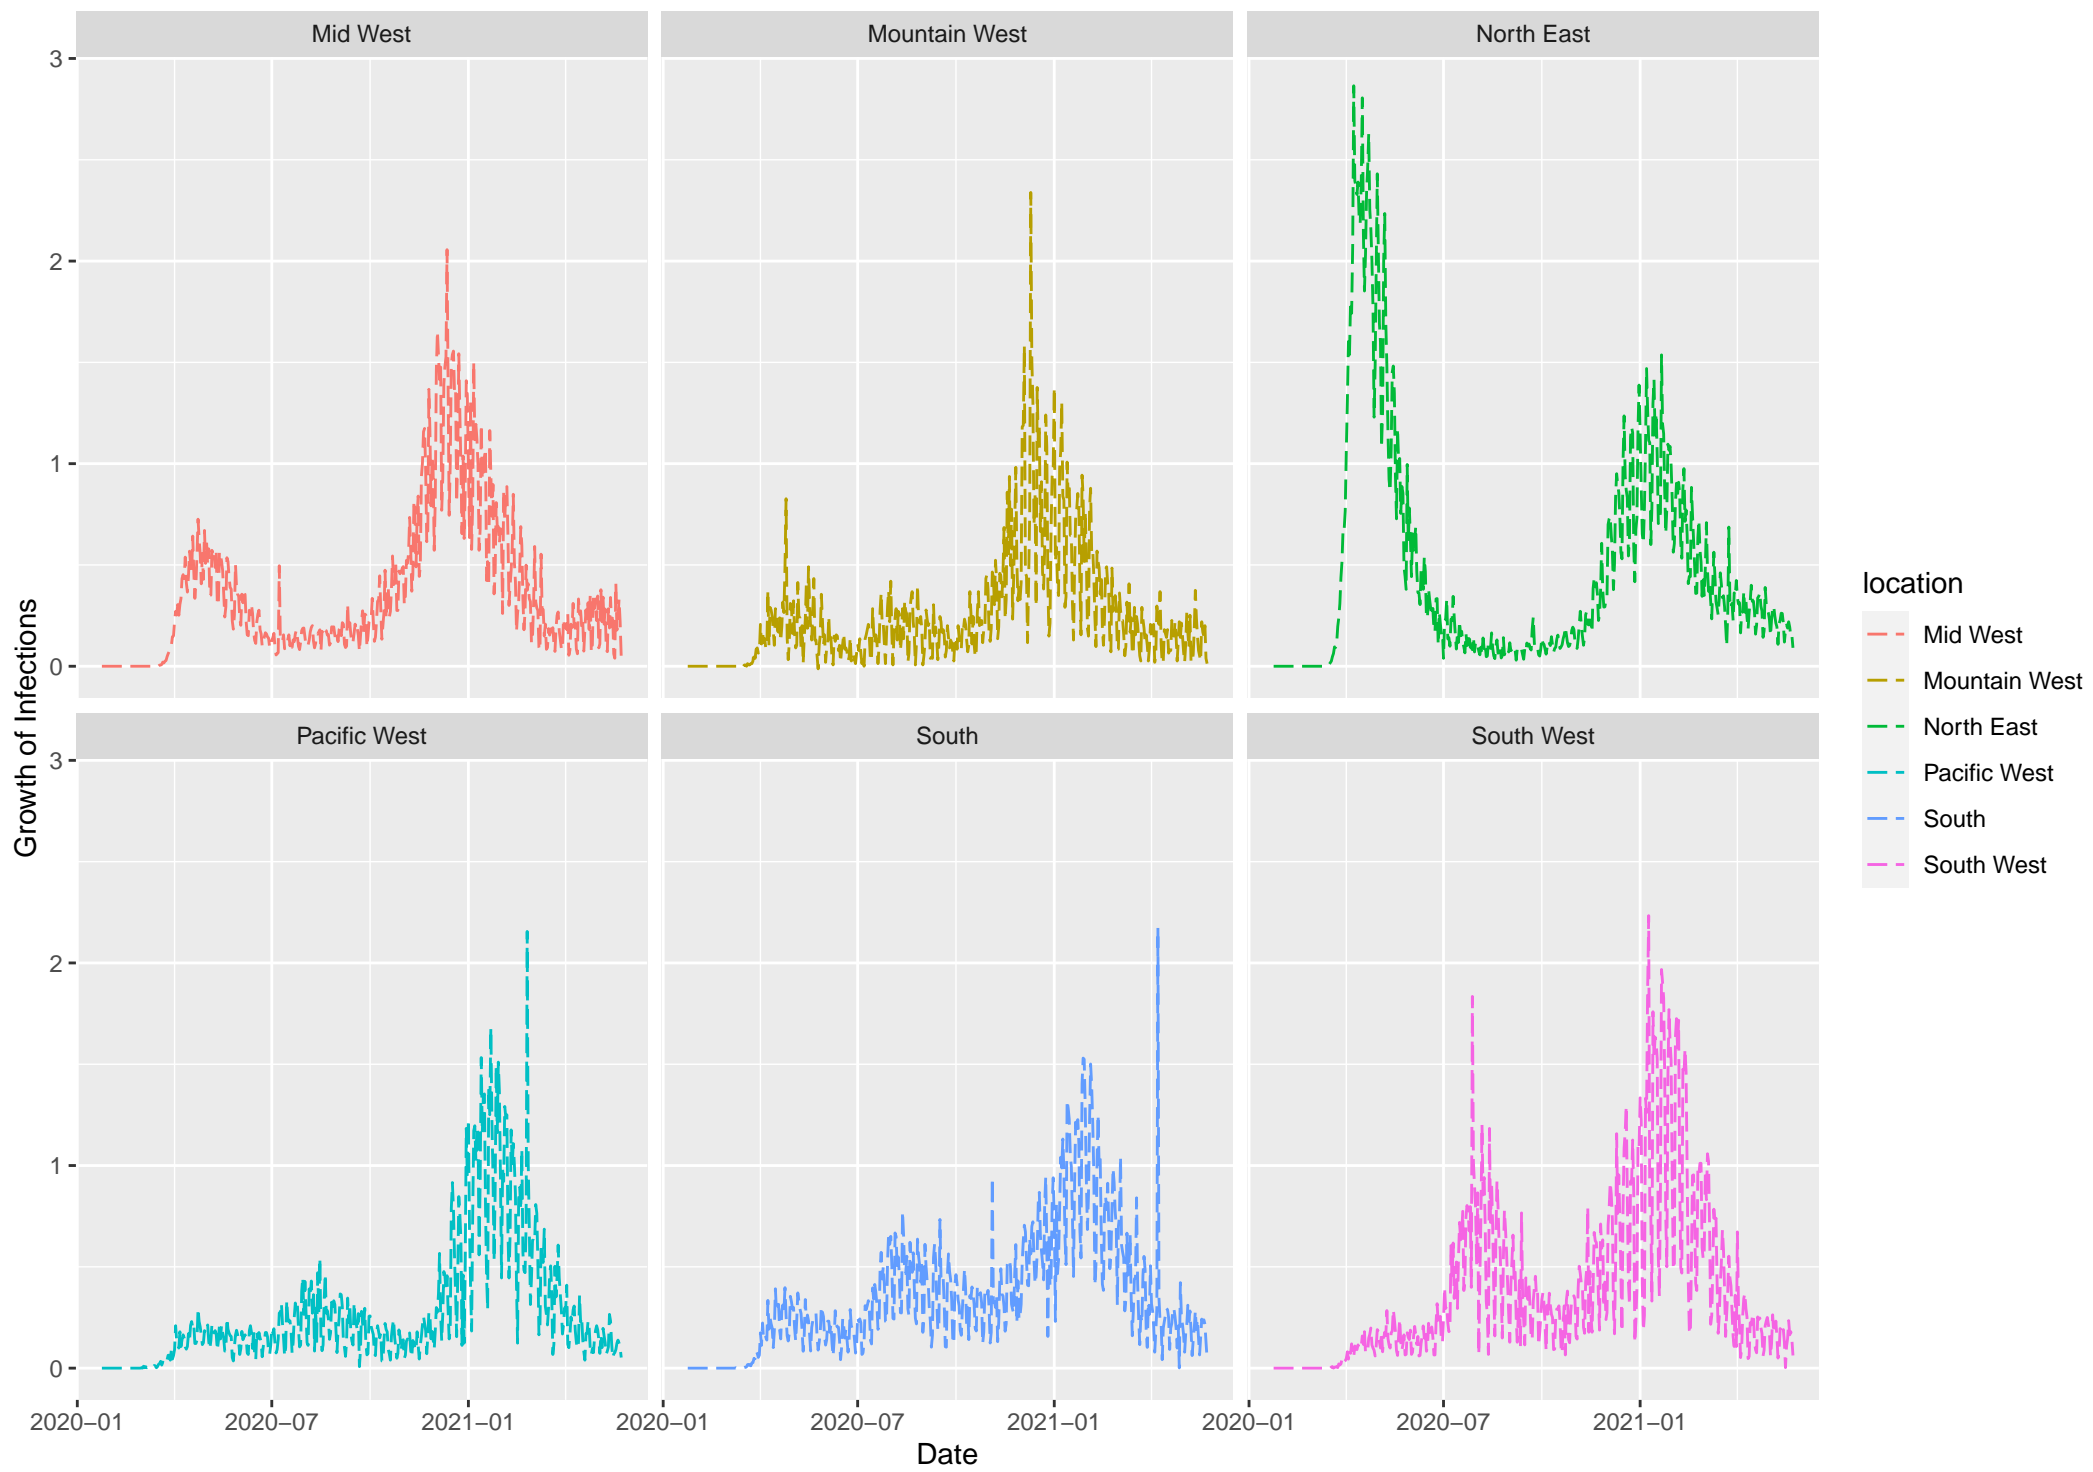 Mid West
Mountain West
North East
3
2
1
0
Pacific West
South
South West
3
2
1
0
2020−01
2020−07
2021−01
2020−01
2020−07
2021−01
2020−01
2020−07
2021−01
Date
Growth of Infections
location
Mid West
Mountain West
North East
Pacific West
South
South West